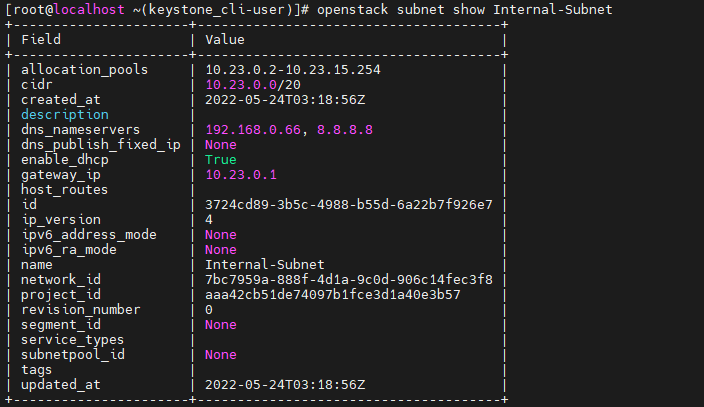 [root@localhost ~(keystone_cli-user)]# openstack subnet show Internal-Subnet
+----------------------+--------------------------------------+
| Field                | Value                                |
+----------------------+--------------------------------------+
| allocation_pools     | 10.23.0.2-10.23.15.254               |
| cidr                 | 10.23.0.0/20                         |
| created_at           | 2022-05-24T03:18:56Z                 |
| description          |                                      |
| dns_nameservers      | 192.168.0.66, 8.8.8.8                |
| dns_publish_fixed_ip | None                                 |
| enable_dhcp          | True                                 |
| gateway_ip           | 10.23.0.1                            |
| host_routes          |                                      |
| id                   | 3724cd89-3b5c-4988-b55d-6a22b7f926e7 |
| ip_version           | 4                                    |
| ipv6_address_mode    | None                                 |
| ipv6_ra_mode         | None                                 |
| name                 | Internal-Subnet                      |
| network_id           | 7bc7959a-888f-4d1a-9c0d-906c14fec3f8 |
| project_id           | aaa42cb51de74097b1fce3d1a40e3b57     |
| revision_number      | 0                                    |
| segment_id           | None                                 |
| service_types        |                                      |
| subnetpool_id        | None                                 |
| tags                 |                                      |
| updated_at           | 2022-05-24T03:18:56Z                 |
+----------------------+--------------------------------------+